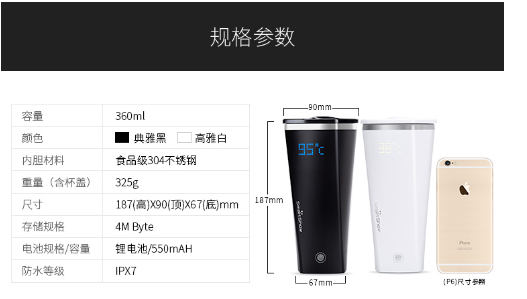 规格参数
容量 360ml
颜色 典雅黑 高雅白
内胆材料 食品级304不锈钢
重量（含杯盖） 325g
尺寸 187(高)X90(顶)X67(底)mm
存储规格 4M Byte
电池规格/容量 锂电池/550mAH
防水等级 IPX7
90mm
95°C
187mm
67mm
iPhone
(P6)尺寸参照